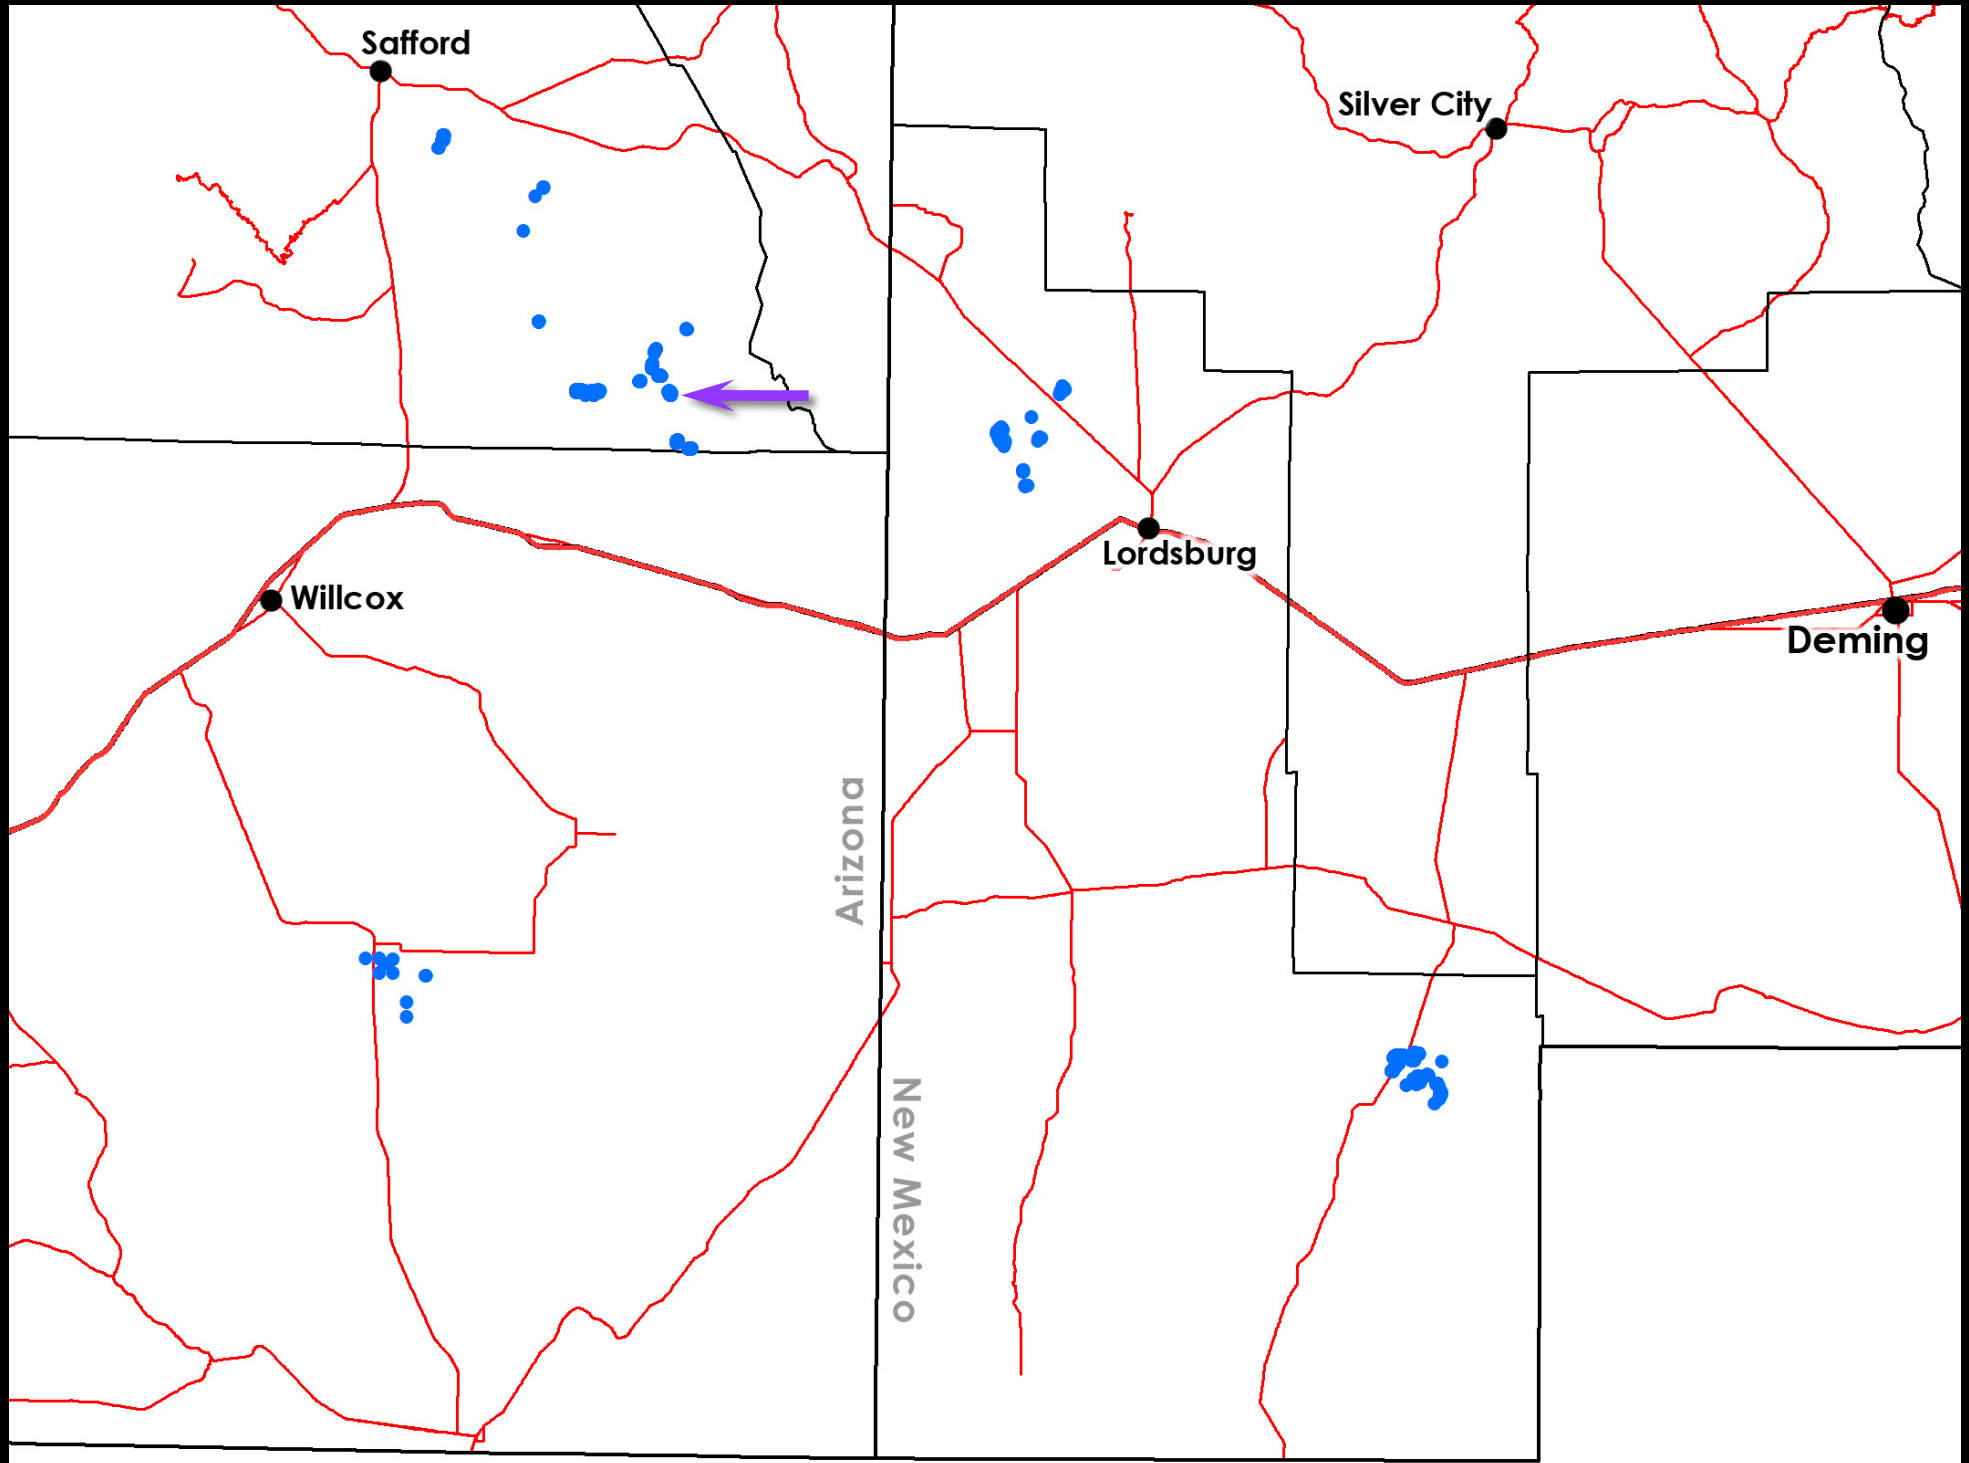 Safford
Silver City
Lordsburg
Willcox
Deming
Arizona
New Mexico